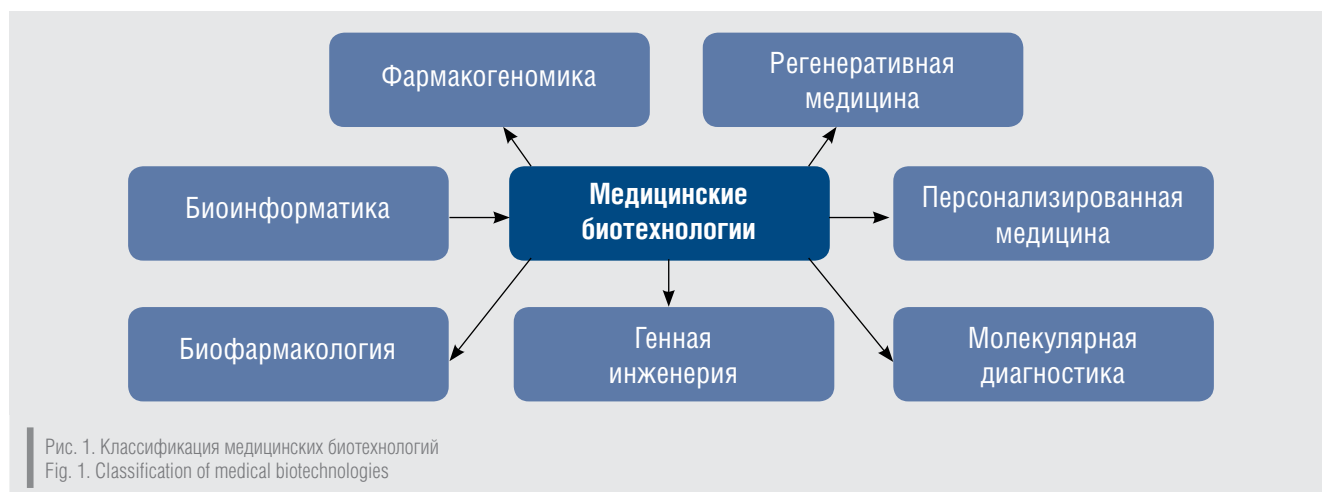 Фармакогеномика
Регенеративная
медицина
Биоинформатика
Медицинские
биотехнологии
Персонализированная
медицина
Биофармакология
Генная
инженерия
Молекулярная
диагностика
Рис. 1. Классификация медицинских биотехнологий
Fig. 1. Classification of medical biotechnologies